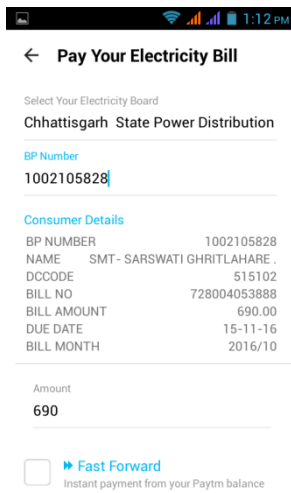 1:12 PM
Pay Your Electricity Bill
Select Your Electricity Board
Chhattisgarh State Power Distribution
BP Number
1002105828
Consumer Details
BP NUMBER 1002105828
NAME SMT- SARSWATI GHRITLAHARE .
DCCODE 515102
BILL NO 728004053888
BILL AMOUNT 690.00
DUE DATE 15-11-16
BILL MONTH 2016/10
Amount
690
Fast Forward
Instant payment from your Paytm balance